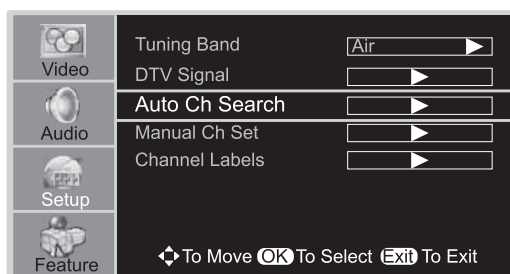 Video
Audio
Setup
Feature
Tuning Band Air
DTV Signal
Auto Ch Search
Manual Ch Set
Channel Labels
To Move OK To Select Exit To Exit